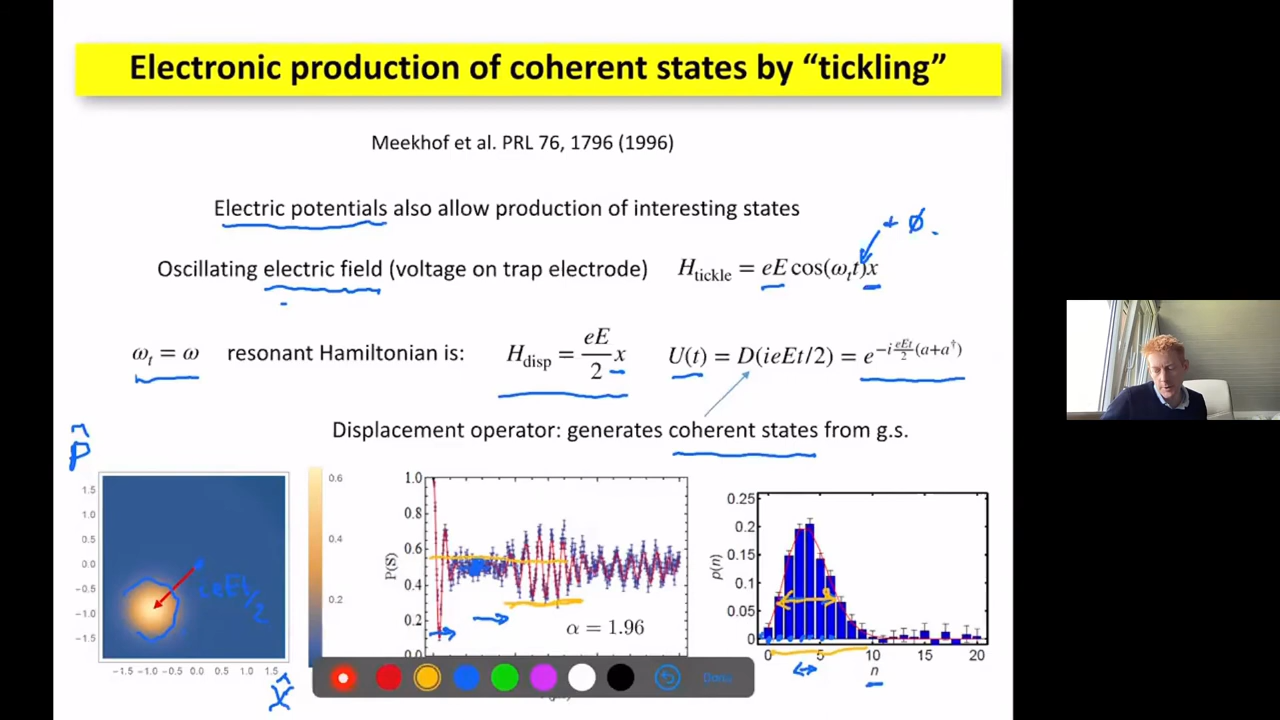 Electronic production of coherent states by “tickling”
Meekhof et al. PRL 76, 1796 (1996)
Electric potentials also allow production of interesting states
+ φ.
Oscillating electric field (voltage on trap electrode) H_tickle = eE cos(ω_t t)x
ω_t = ω resonant Hamiltonian is: H_disp = eE/2 x U(t) = D(ieEt/2) = e^{−i eEt/2 (a+a†)}
Displacement operator: generates coherent states from g.s.
P̂
1.5
1.0
0.5
0.0
−0.5
−1.0
−1.5
−1.5 −1.0 −0.5 0.0 0.5 1.0 1.5
X̂
ieEt/2
0.6
0.4
0.2
P(S)
1.0
0.8
0.6
0.4
0.2
0.0
α = 1.96
p(n)
0.25
0.2
0.15
0.1
0.05
0
0 5 10 15 20
n
Done